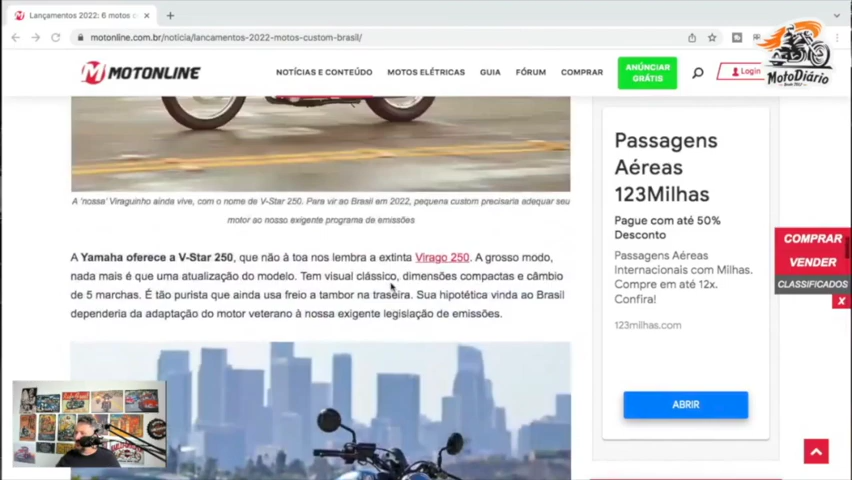 Lançamentos 2022: 6 motos c
motonline.com.br/noticia/lancamentos-2022-motos-custom-brasil/
MOTONLINE
NOTÍCIAS E CONTEÚDO
MOTOS ELÉTRICAS
GUIA
FÓRUM
COMPRAR
ANÚNCIAR
GRÁTIS
Login
MotoDiário
A 'nossa' Viraguinho ainda vive, com o nome de V-Star 250. Para vir ao Brasil em 2022, pequena custom precisaria adequar seu
motor ao nosso exigente programa de emissões
A Yamaha oferece a V-Star 250, que não à toa nos lembra a extinta Virago 250. A grosso modo,
nada mais é que uma atualização do modelo. Tem visual clássico, dimensões compactas e câmbio
de 5 marchas. É tão purista que ainda usa freio a tambor na traseira. Sua hipotética vinda ao Brasil
dependeria da adaptação do motor veterano à nossa exigente legislação de emissões.
Passagens
Aéreas
123Milhas
Pague com até 50%
Desconto
Passagens Aéreas
Internacionais com Milhas.
Compre em até 12x.
Confira!
123milhas.com
ABRIR
COMPRAR
VENDER
CLASSIFICADOS
X